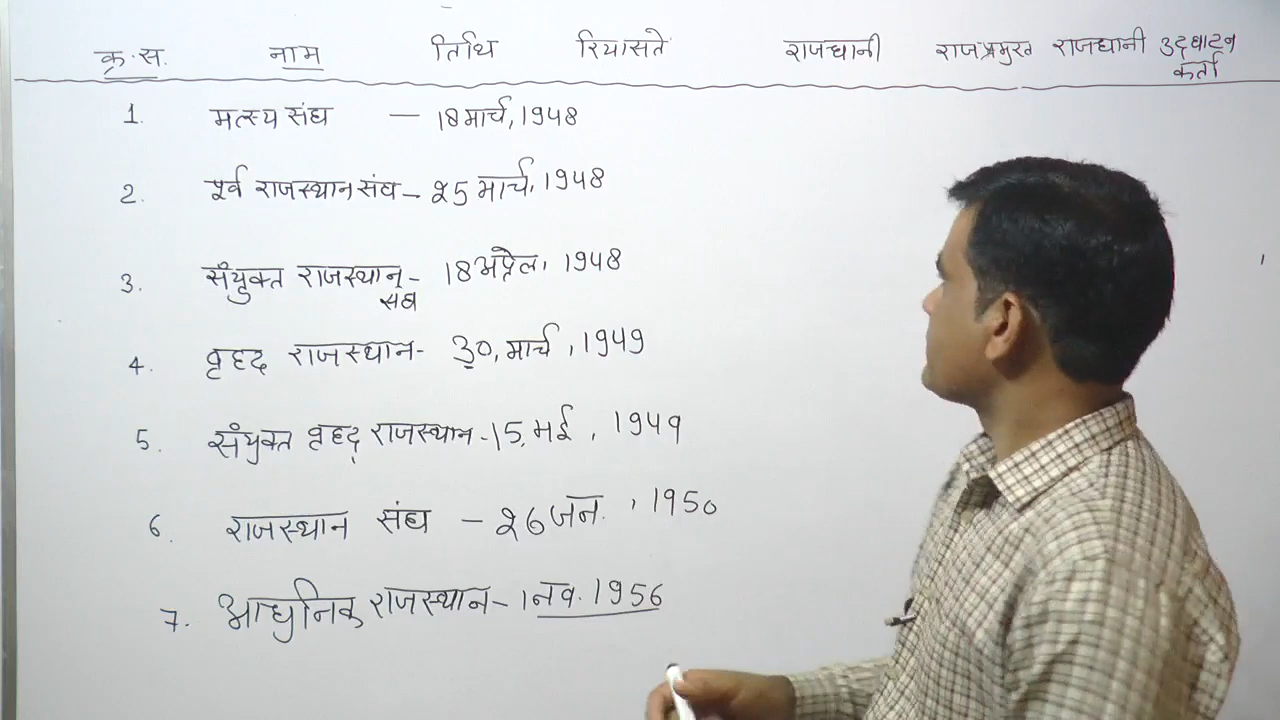 क्र.स. नाम तिथि रियासते राजधानी राजप्रमुख राजधानी उदघाटन
कर्ता
1. मत्स्य संघ — 18 मार्च, 1948
2. पूर्व राजस्थान संघ – 25 मार्च, 1948
3. संयुक्त राजस्थान – 18 अप्रेल, 1948
संघ
4. वृहद राजस्थान - 30, मार्च, 1949
5. संयुक्त वृहद् राजस्थान - 15, मई, 1949
6. राजस्थान संघ – 26 जन. , 1950
7. आधुनिक राजस्थान – 1 नव. 1956